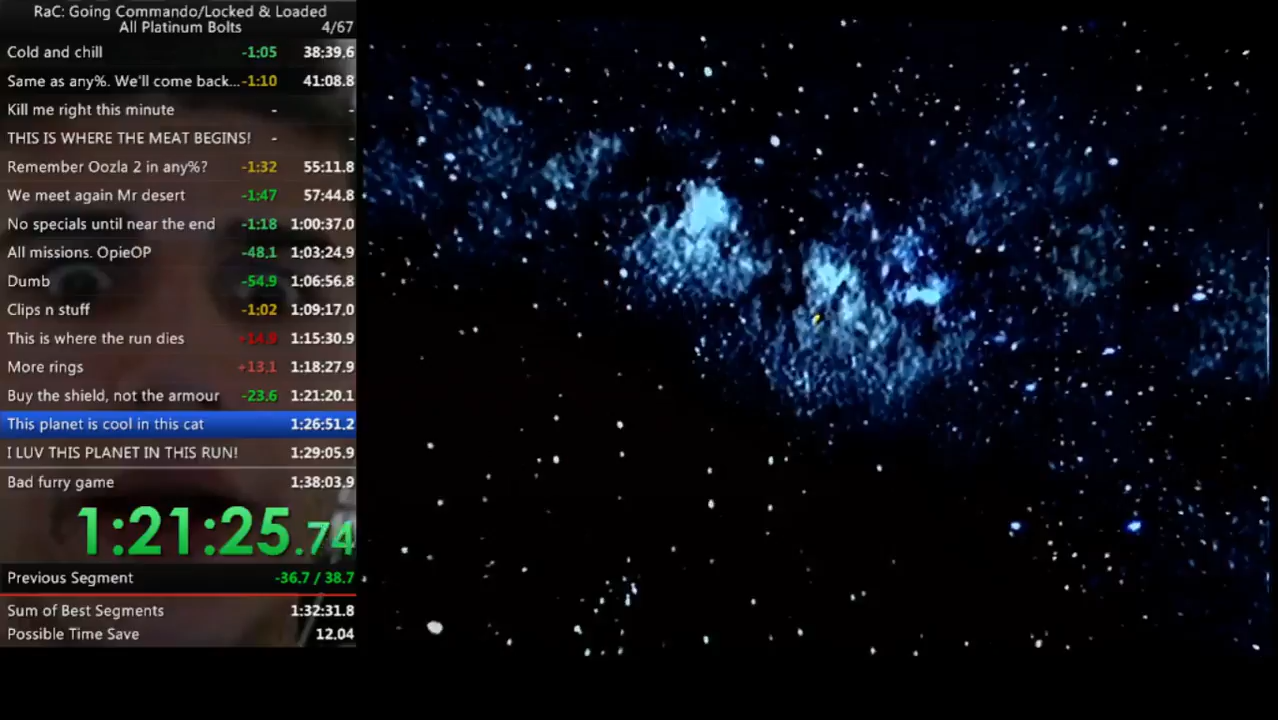 RaC: Going Commando/Locked & Loaded
All Platinum Bolts 4/67
Cold and chill -1:05 38:39.6
Same as any%. We'll come back... -1:10 41:08.8
Kill me right this minute - -
THIS IS WHERE THE MEAT BEGINS! - -
Remember Oozla 2 in any%? -1:32 55:11.8
We meet again Mr desert -1:47 57:44.8
No specials until near the end -1:18 1:00:37.0
All missions. OpieOP -48.1 1:03:24.9
Dumb -54.9 1:06:56.8
Clips n stuff -1:02 1:09:17.0
This is where the run dies +14.9 1:15:30.9
More rings +13.1 1:18:27.9
Buy the shield, not the armour -23.6 1:21:20.1
This planet is cool in this cat 1:26:51.2
I LUV THIS PLANET IN THIS RUN! 1:29:05.9
Bad furry game 1:38:03.9
1:21:25.74
Previous Segment -36.7 / 38.7
Sum of Best Segments 1:32:31.8
Possible Time Save 12.04